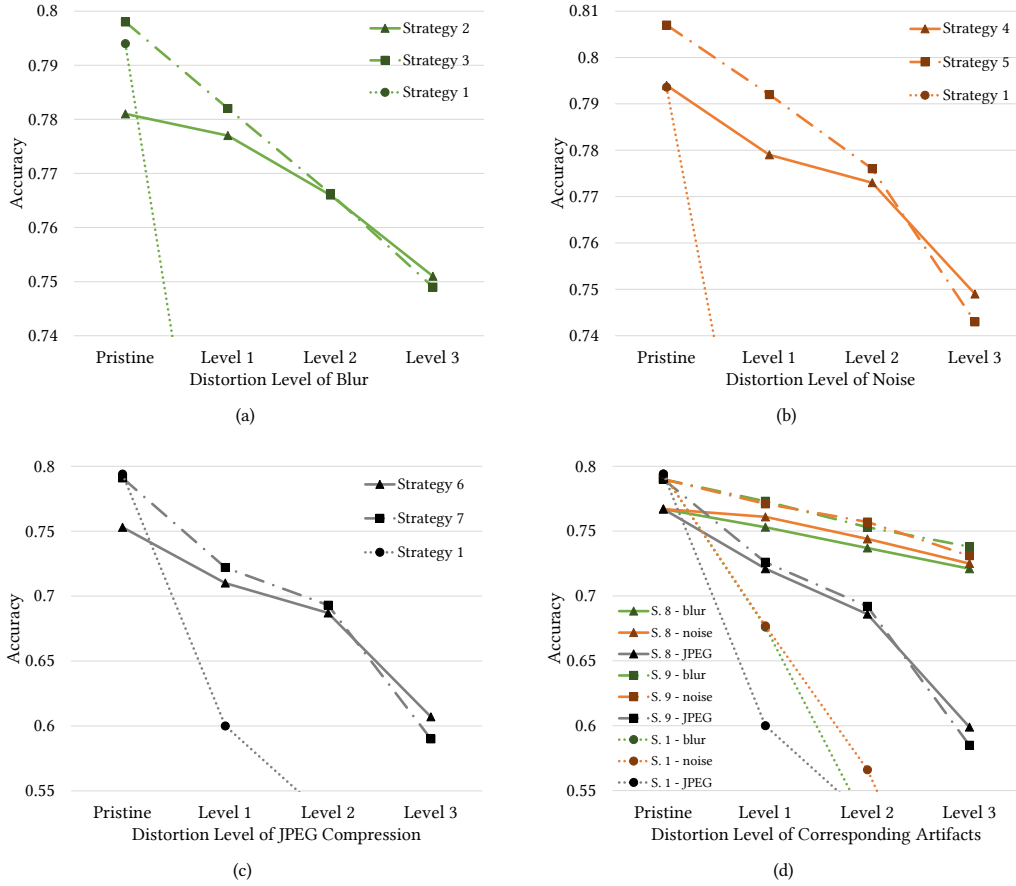 0.8
0.79
0.78
0.77
0.76
0.75
0.74
Accuracy
Strategy 2
Strategy 3
Strategy 1
Pristine Level 1 Level 2 Level 3
Distortion Level of Blur
(a)
0.81
0.8
0.79
0.78
0.77
0.76
0.75
0.74
Accuracy
Strategy 4
Strategy 5
Strategy 1
Pristine Level 1 Level 2 Level 3
Distortion Level of Noise
(b)
0.8
0.75
0.7
0.65
0.6
0.55
Accuracy
Strategy 6
Strategy 7
Strategy 1
Pristine Level 1 Level 2 Level 3
Distortion Level of JPEG Compression
(c)
0.8
0.75
0.7
0.65
0.6
0.55
Accuracy
S. 8 - blur
S. 8 - noise
S. 8 - JPEG
S. 9 - blur
S. 9 - noise
S. 9 - JPEG
S. 1 - blur
S. 1 - noise
S. 1 - JPEG
Pristine Level 1 Level 2 Level 3
Distortion Level of Corresponding Artifacts
(d)